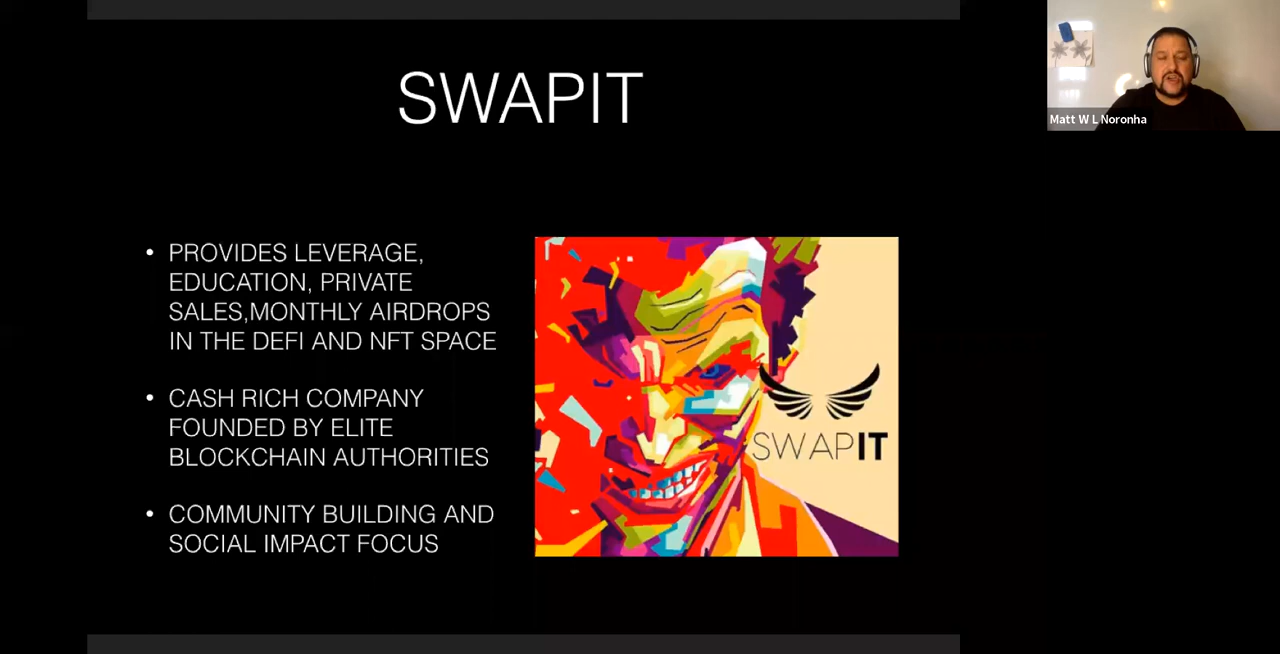 SWAPIT
Matt W L Noronha
• PROVIDES LEVERAGE,
EDUCATION, PRIVATE
SALES,MONTHLY AIRDROPS
IN THE DEFI AND NFT SPACE
• CASH RICH COMPANY
FOUNDED BY ELITE
BLOCKCHAIN AUTHORITIES
• COMMUNITY BUILDING AND
SOCIAL IMPACT FOCUS
SWAPIT